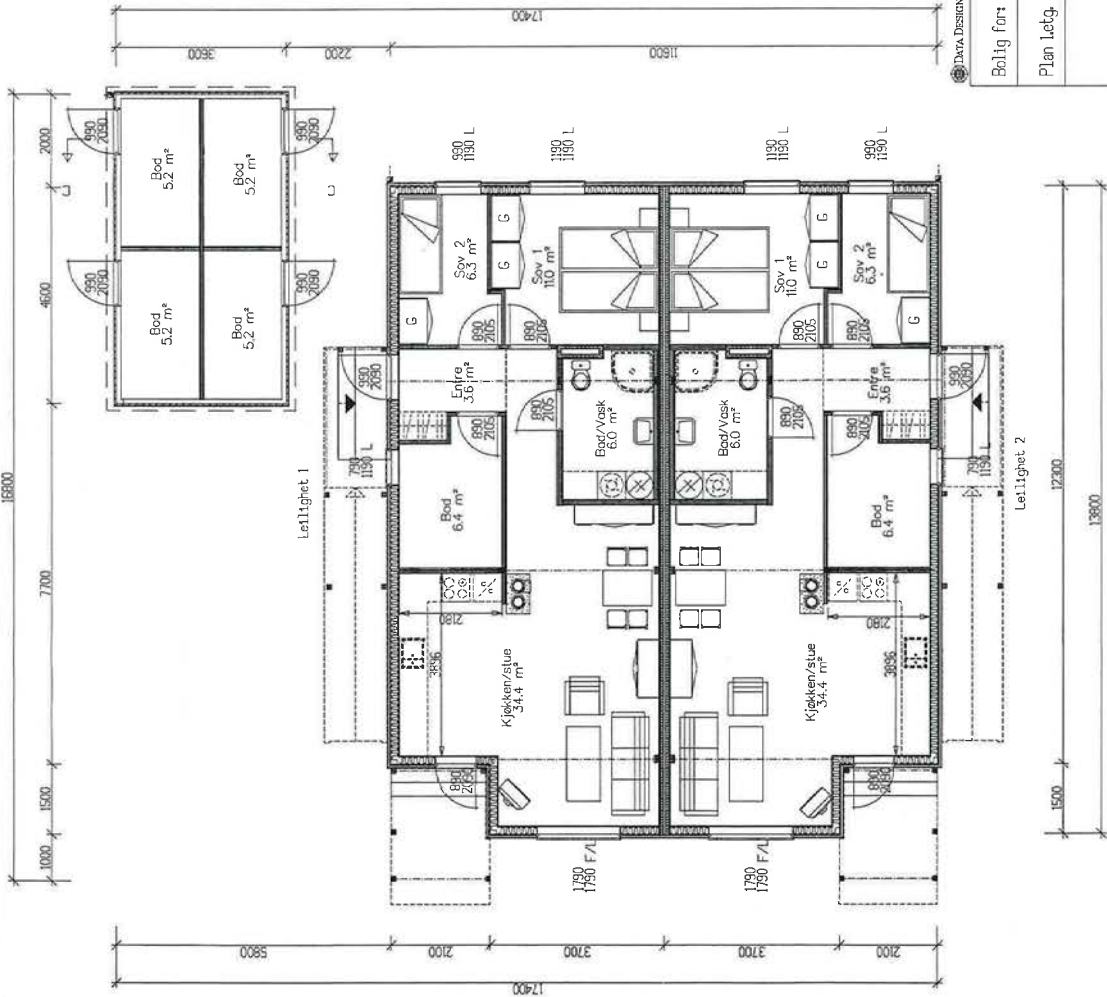 17400
3600
2200
11600
DATA DESIGN
Bolig for:
Plan 1.etg.
16800
2000
4600
7700
1500
1000
990
2090
990
2090
Bod
5.2 m²
Bod
5.2 m²
Bod
5.2 m²
Bod
5.2 m²
990
2090
990
2090
990
1190 L
1190
1190 L
1190
1190 L
990
1190 L
Leilighet 1
790
1190 L
990
2090
Entre
3.6 m²
G
Sov 2
6.3 m²
G
G
Sov 1
11.0 m²
890
2105
890
2105
890
2105
890
2105
Bod
6.4 m²
Bad/Vask
6.0 m²
2180
3896
Kjøkken/stue
34.4 m²
890
2090
1790
1790 F/L
Sov 1
11.0 m²
G
G
Sov 2
6.3 m²
G
890
2105
890
2105
Bad/Vask
6.0 m²
890
2105
890
2105
Entre
3.6 m²
990
2090
790
1190 L
Bod
6.4 m²
2180
3896
Kjøkken/stue
34.4 m²
890
2090
1790
1790 F/L
Leilighet 2
12300
1500
13800
5800
2100
3700
3700
2100
17400